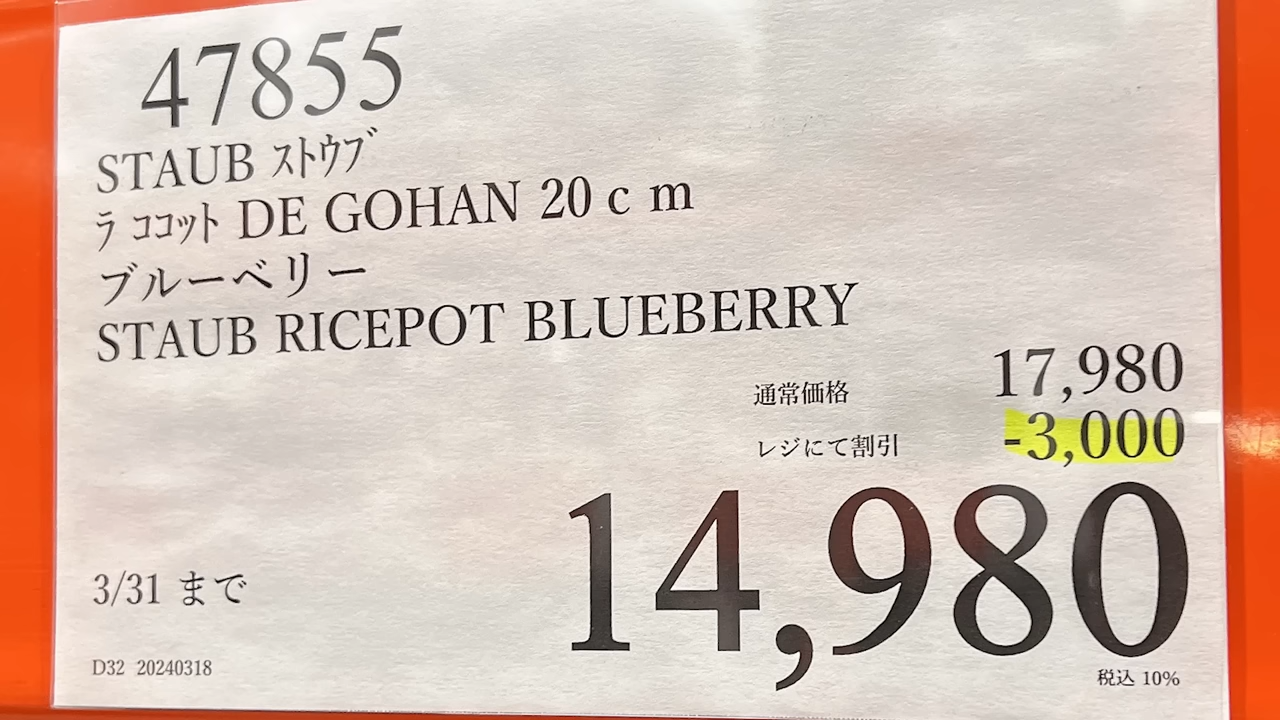 47855
STAUB ｽﾄｳﾌﾞ
ﾗ ｺｺｯﾄ DE GOHAN 20ｃｍ
ブルーベリー
STAUB RICEPOT BLUEBERRY
通常価格 17,980
レジにて割引 -3,000
14,980
3/31 まで
D32 20240318
税込 10%